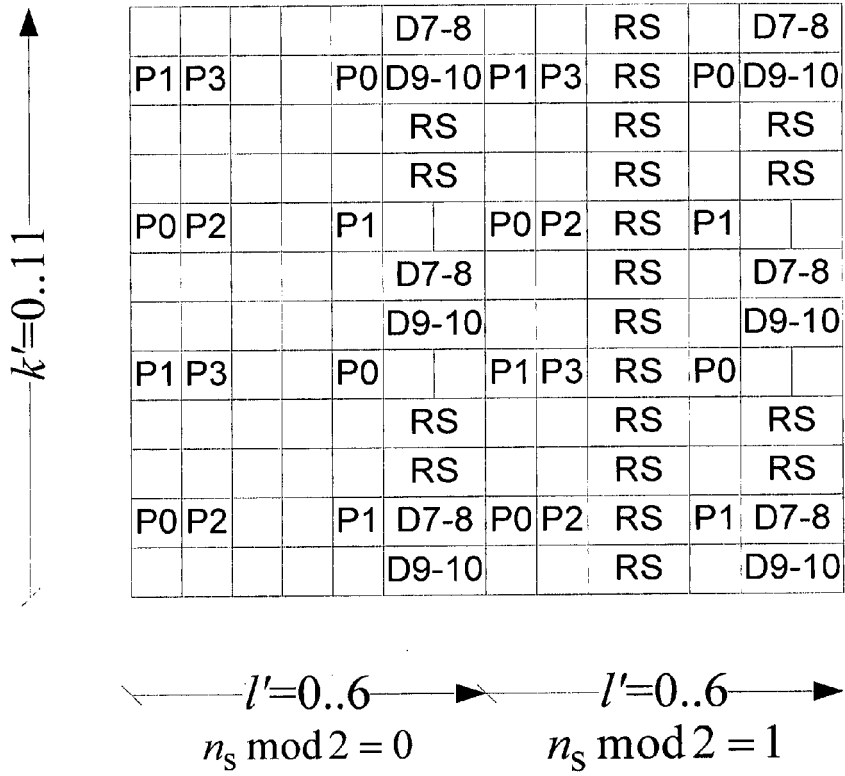 D7-8 RS D7-8
P1 P3 P0 D9-10 P1 P3 RS P0 D9-10
RS RS RS
RS RS RS
P0 P2 P1 P0 P2 RS P1
D7-8 RS D7-8
D9-10 RS D9-10
P1 P3 P0 P1 P3 RS P0
RS RS RS
RS RS RS
P0 P2 P1 D7-8 P0 P2 RS P1 D7-8
D9-10 RS D9-10
k'=0..11
l'=0..6 l'=0..6
nₛ mod 2 = 0 nₛ mod 2 = 1